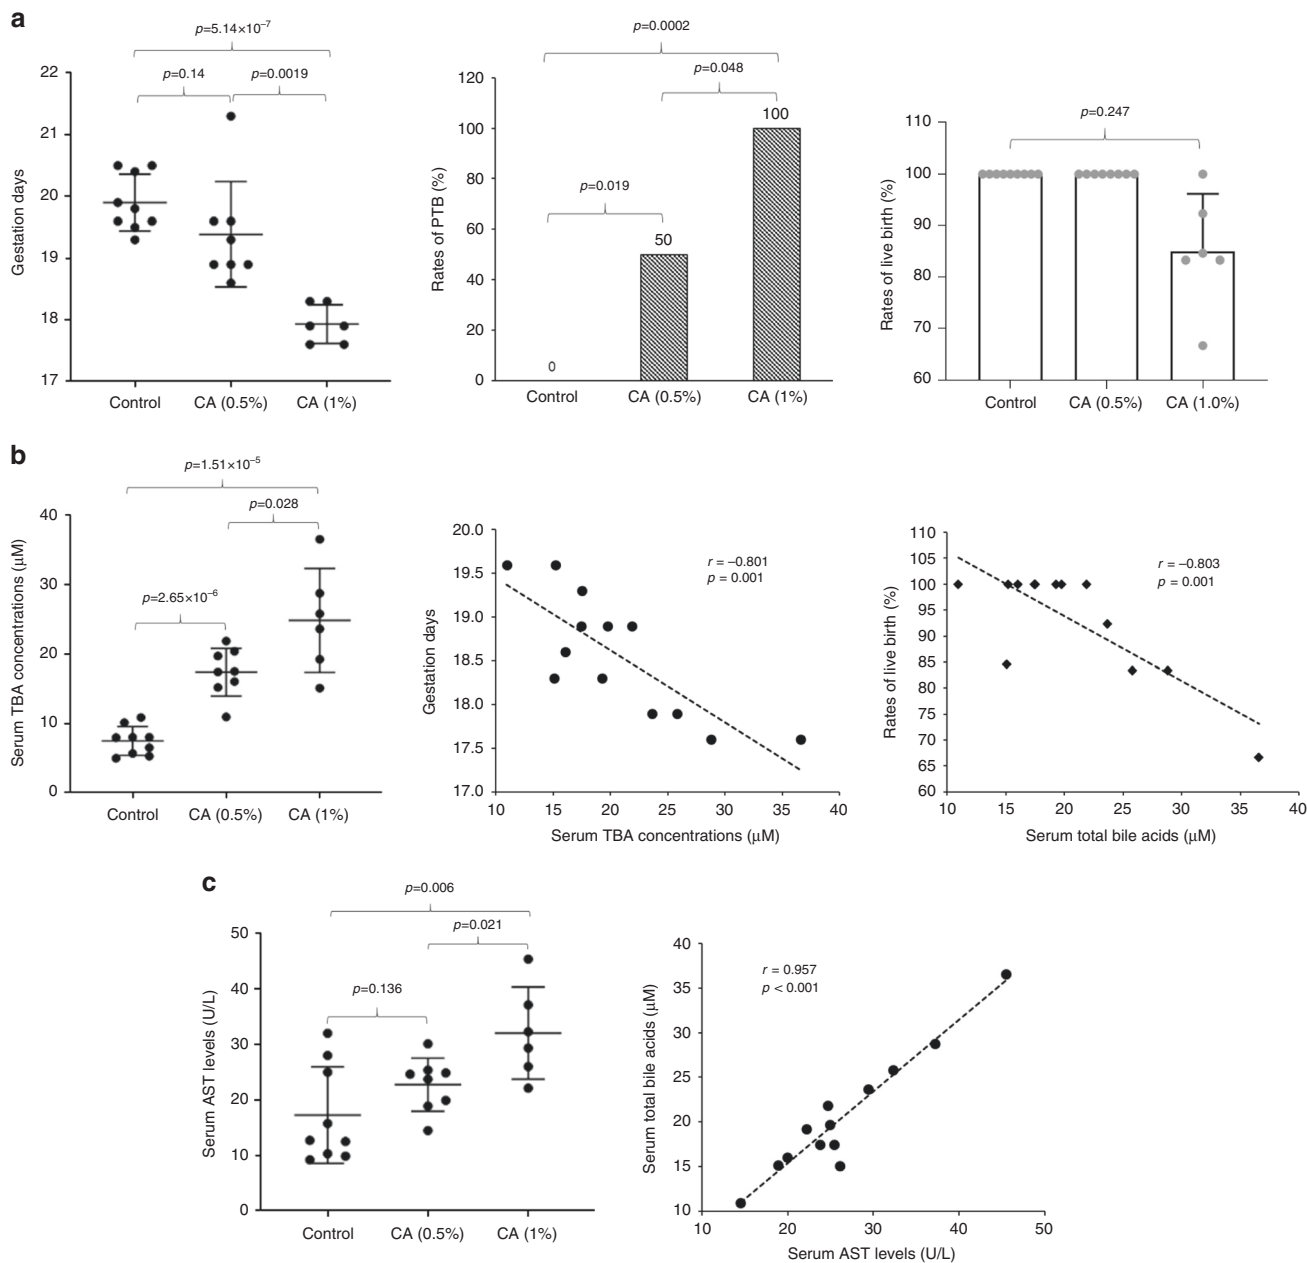 a
p=5.14×10⁻⁷
p=0.14
p=0.0019
22
21
20
19
18
17
Gestation days
Control
CA (0.5%)
CA (1%)
p=0.0002
p=0.048
p=0.019
120
100
80
60
40
20
0
Rates of PTB (%)
0
50
100
Control
CA (0.5%)
CA (1%)
p=0.247
110
100
90
80
70
60
Rates of live birth (%)
Control
CA (0.5%)
CA (1.0%)
b
p=1.51×10⁻⁵
p=0.028
p=2.65×10⁻⁶
40
30
20
10
0
Serum TBA concentrations (μM)
Control
CA (0.5%)
CA (1%)
20.0
19.5
19.0
18.5
18.0
17.5
17.0
Gestation days
r = −0.801
p = 0.001
10
15
20
25
30
35
40
Serum TBA concentrations (μM)
110
105
100
95
90
85
80
75
70
65
60
Rates of live birth (%)
r = −0.803
p = 0.001
10
15
20
25
30
35
40
Serum total bile acids (μM)
c
p=0.006
p=0.021
p=0.136
50
40
30
20
10
0
Serum AST levels (U/L)
Control
CA (0.5%)
CA (1%)
40
35
30
25
20
15
10
Serum total bile acids (μM)
r = 0.957
p < 0.001
10
20
30
40
50
Serum AST levels (U/L)